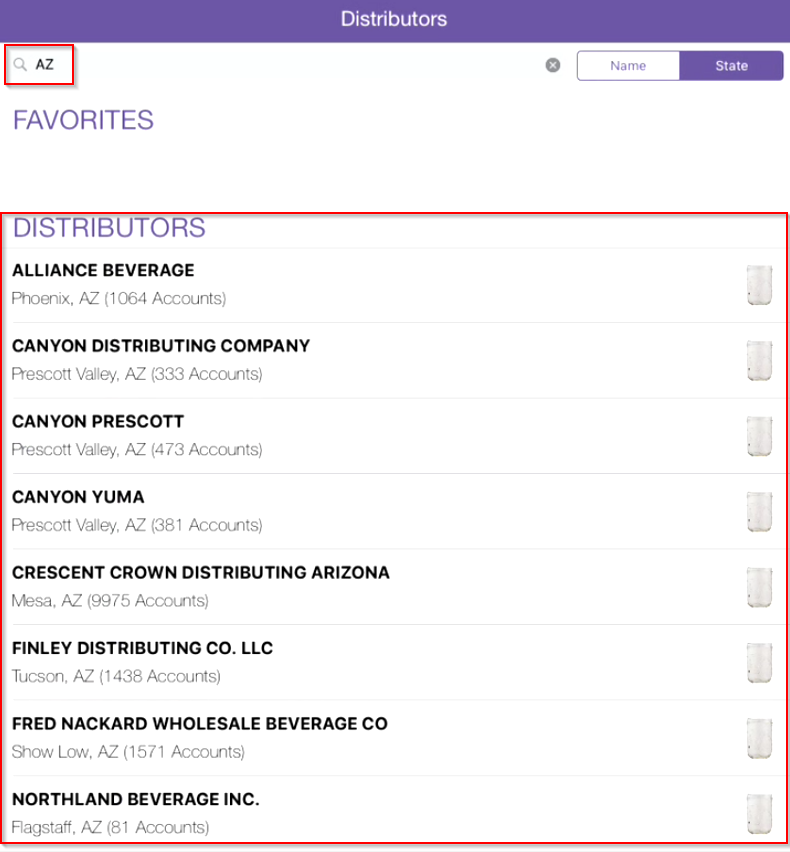 Distributors
AZ
Name
State
FAVORITES
DISTRIBUTORS
ALLIANCE BEVERAGE
Phoenix, AZ (1064 Accounts)
CANYON DISTRIBUTING COMPANY
Prescott Valley, AZ (333 Accounts)
CANYON PRESCOTT
Prescott Valley, AZ (473 Accounts)
CANYON YUMA
Prescott Valley, AZ (381 Accounts)
CRESCENT CROWN DISTRIBUTING ARIZONA
Mesa, AZ (9975 Accounts)
FINLEY DISTRIBUTING CO. LLC
Tucson, AZ (1438 Accounts)
FRED NACKARD WHOLESALE BEVERAGE CO
Show Low, AZ (1571 Accounts)
NORTHLAND BEVERAGE INC.
Flagstaff, AZ (81 Accounts)